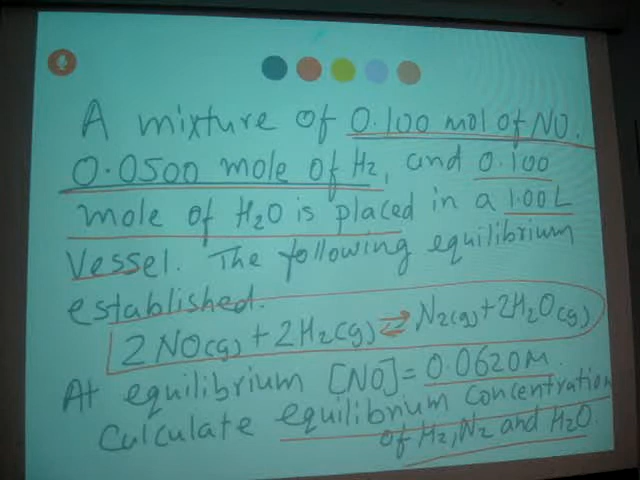 A mixture of 0.100 mol of NO,
0.0500 mole of H₂, and 0.100
mole of H₂O is placed in a 1.00L
Vessel. The following equilibrium
established.
2NO(g) + 2H₂(g) ⇌ N₂(g) + 2H₂O(g)
At equilibrium [NO] = 0.0620M
Calculate equilibrium concentration
of H₂, N₂ and H₂O.